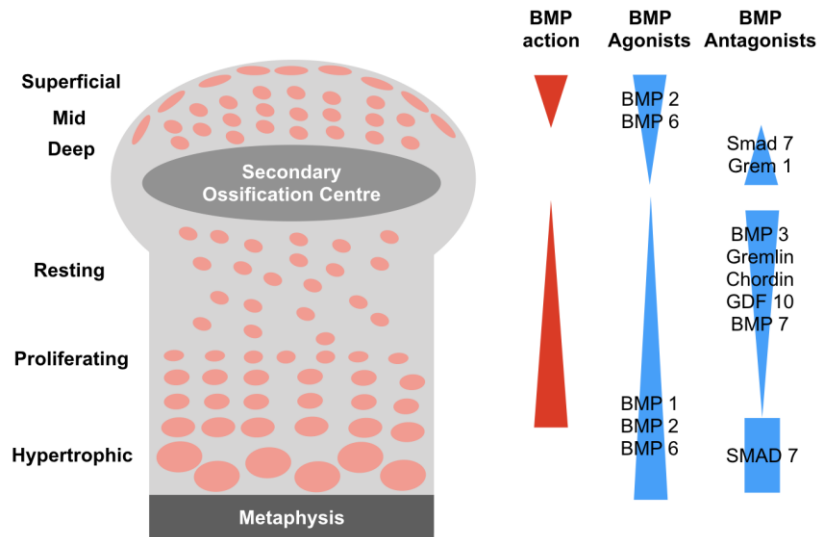 BMP
action
BMP
Agonists
BMP
Antagonists
Superficial
Mid
Deep
Secondary
Ossification Centre
Resting
Proliferating
Hypertrophic
Metaphysis
BMP 2
BMP 6
BMP 1
BMP 2
BMP 6
Smad 7
Grem 1
BMP 3
Gremlin
Chordin
GDF 10
BMP 7
SMAD 7